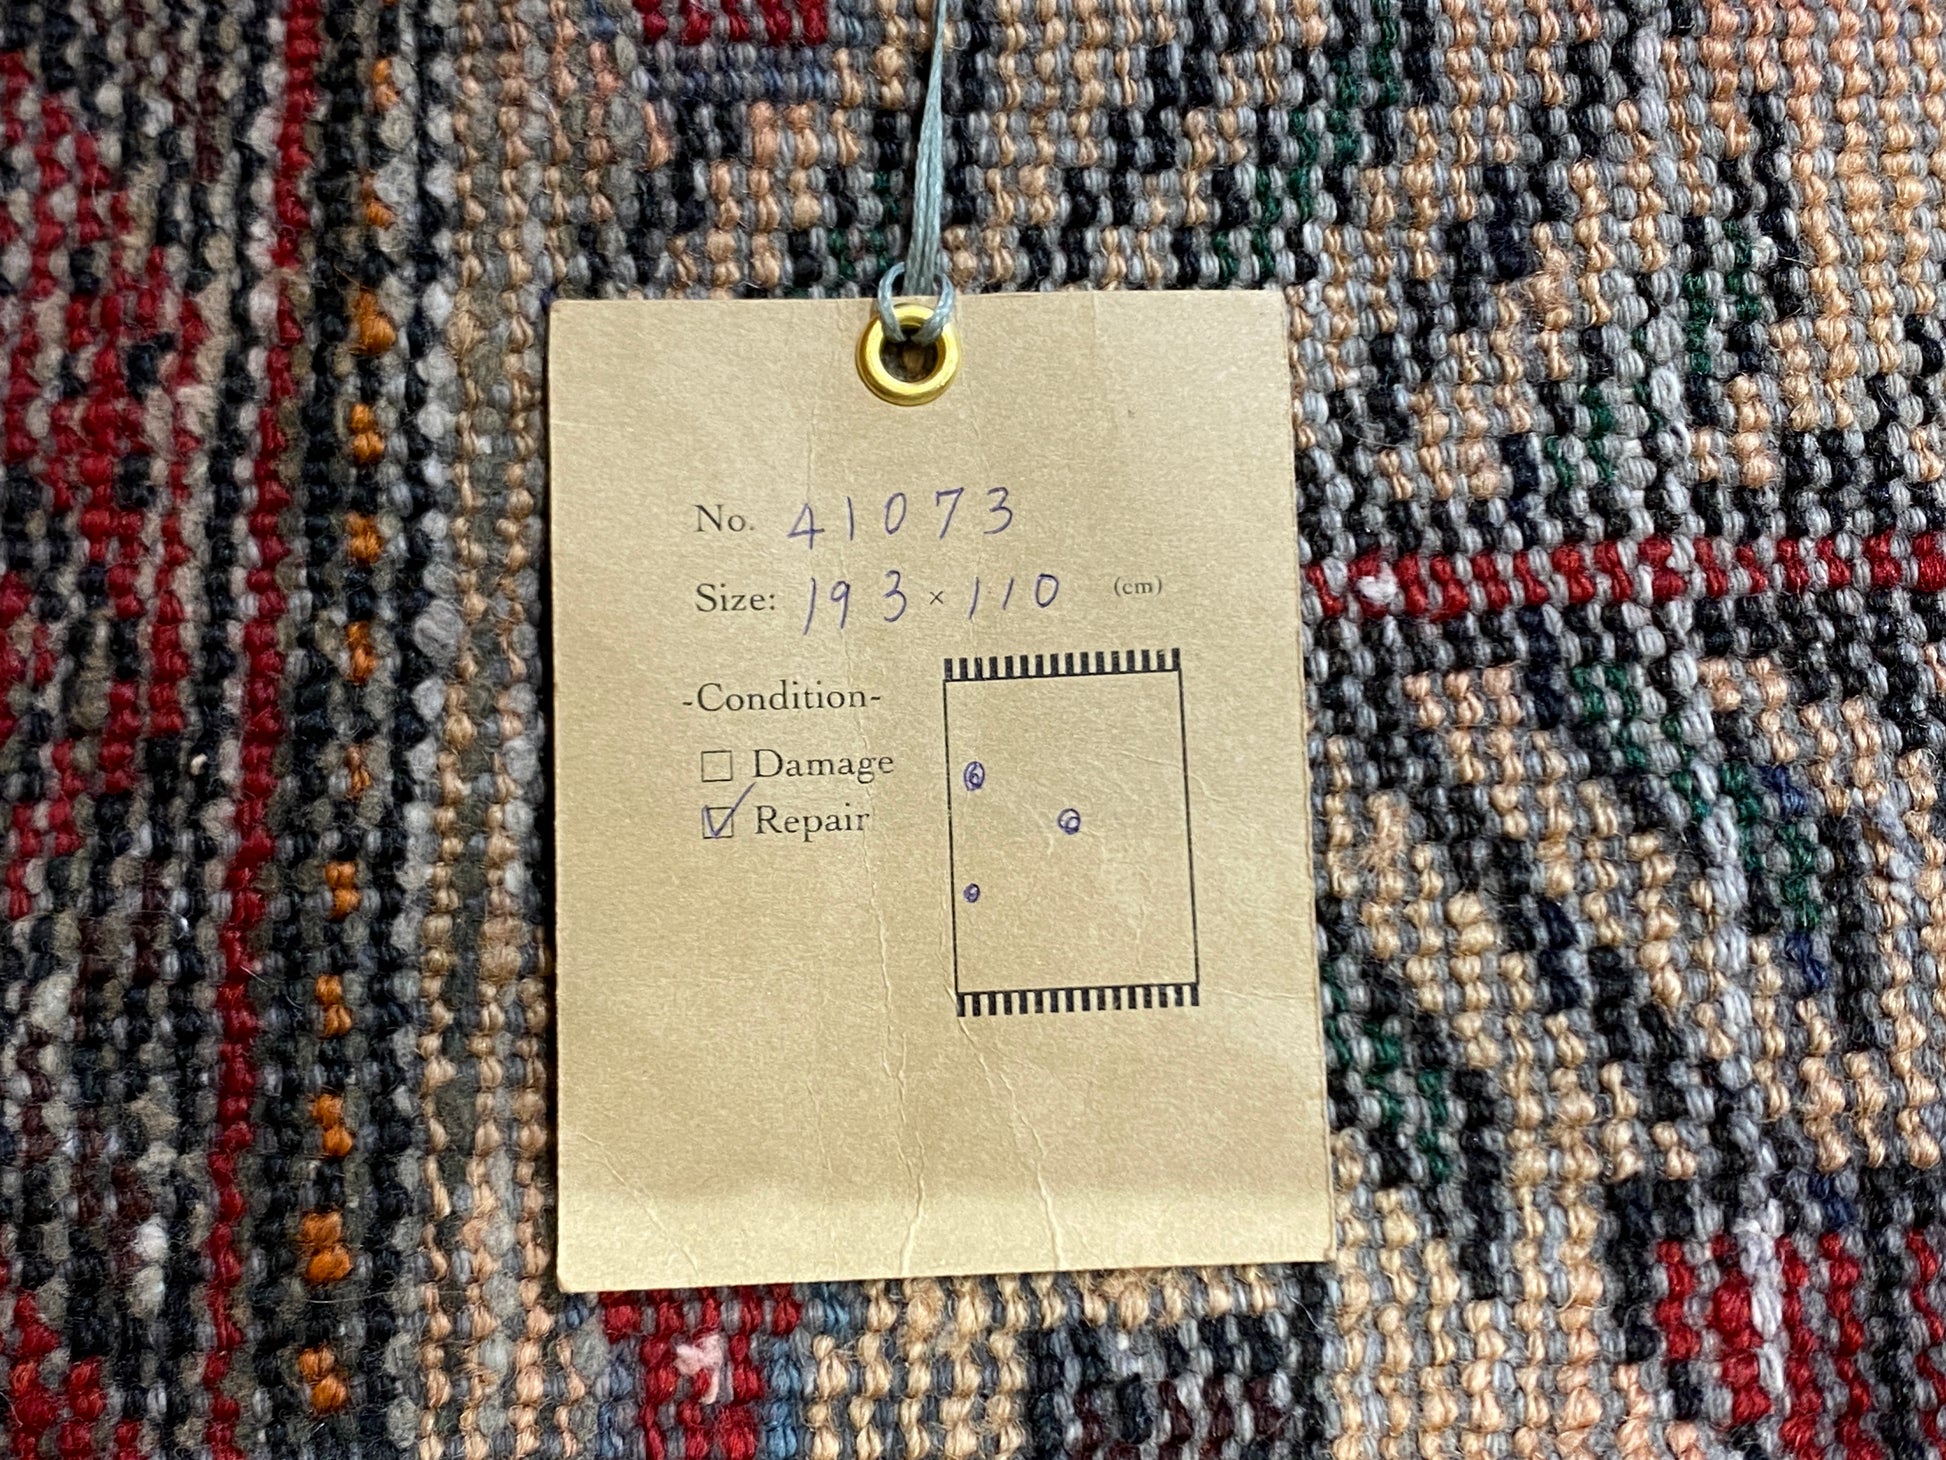 No. 41073
Size: 193 × 110 (cm)
-Condition-
☐ Damage
☑ Repair